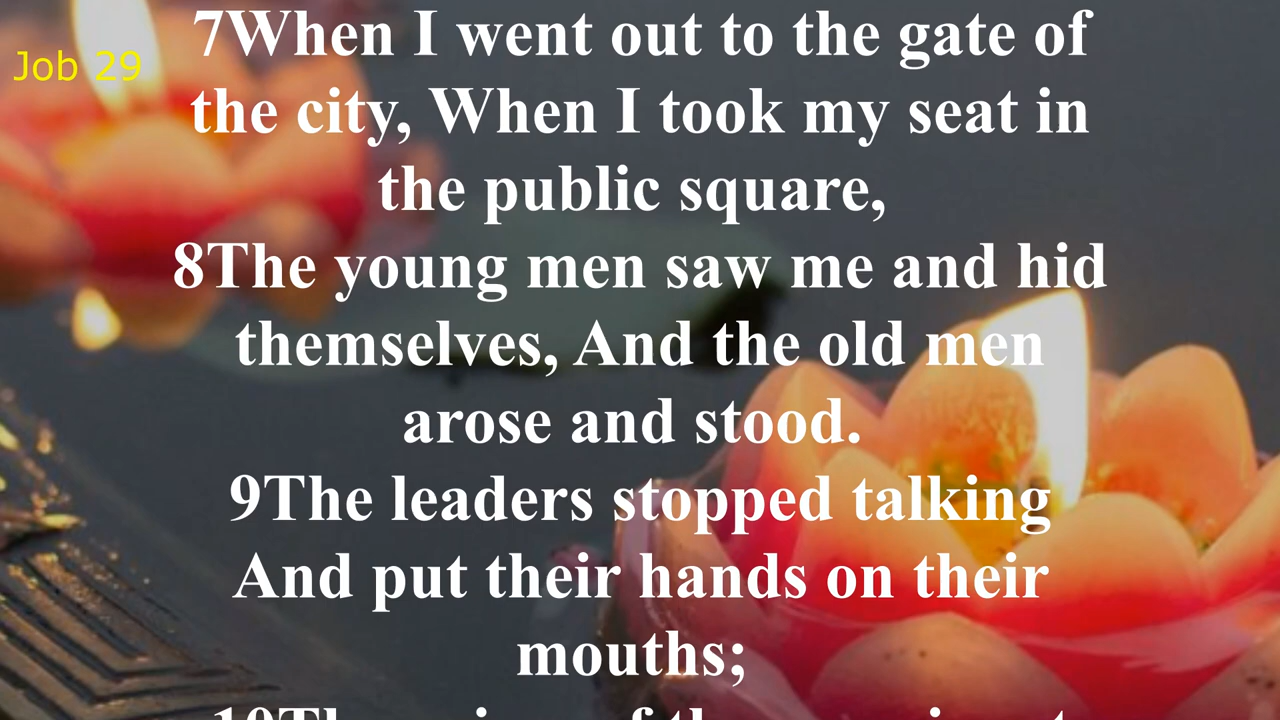 Job 29
7When I went out to the gate of
the city, When I took my seat in
the public square,
8The young men saw me and hid
themselves, And the old men
arose and stood.
9The leaders stopped talking
And put their hands on their
mouths;